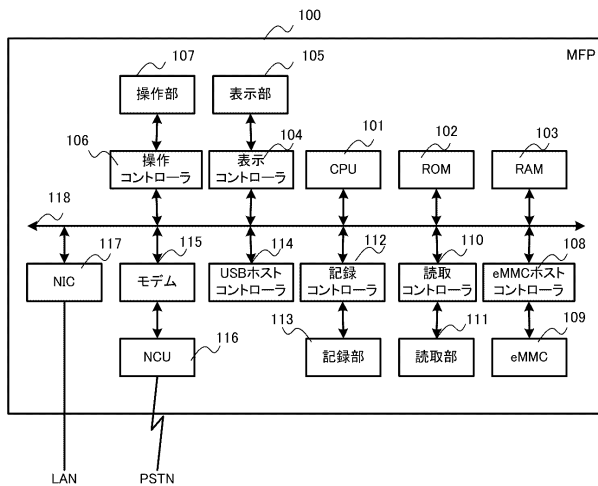 100
MFP
107
105
操作部
表示部
106
104
101
102
103
操作
コントローラ
表示
コントローラ
CPU
ROM
RAM
118
117
115
114
112
110
108
NIC
モデム
USBホスト
コントローラ
記録
コントローラ
読取
コントローラ
eMMCホスト
コントローラ
116
113
111
109
NCU
記録部
読取部
eMMC
LAN
PSTN